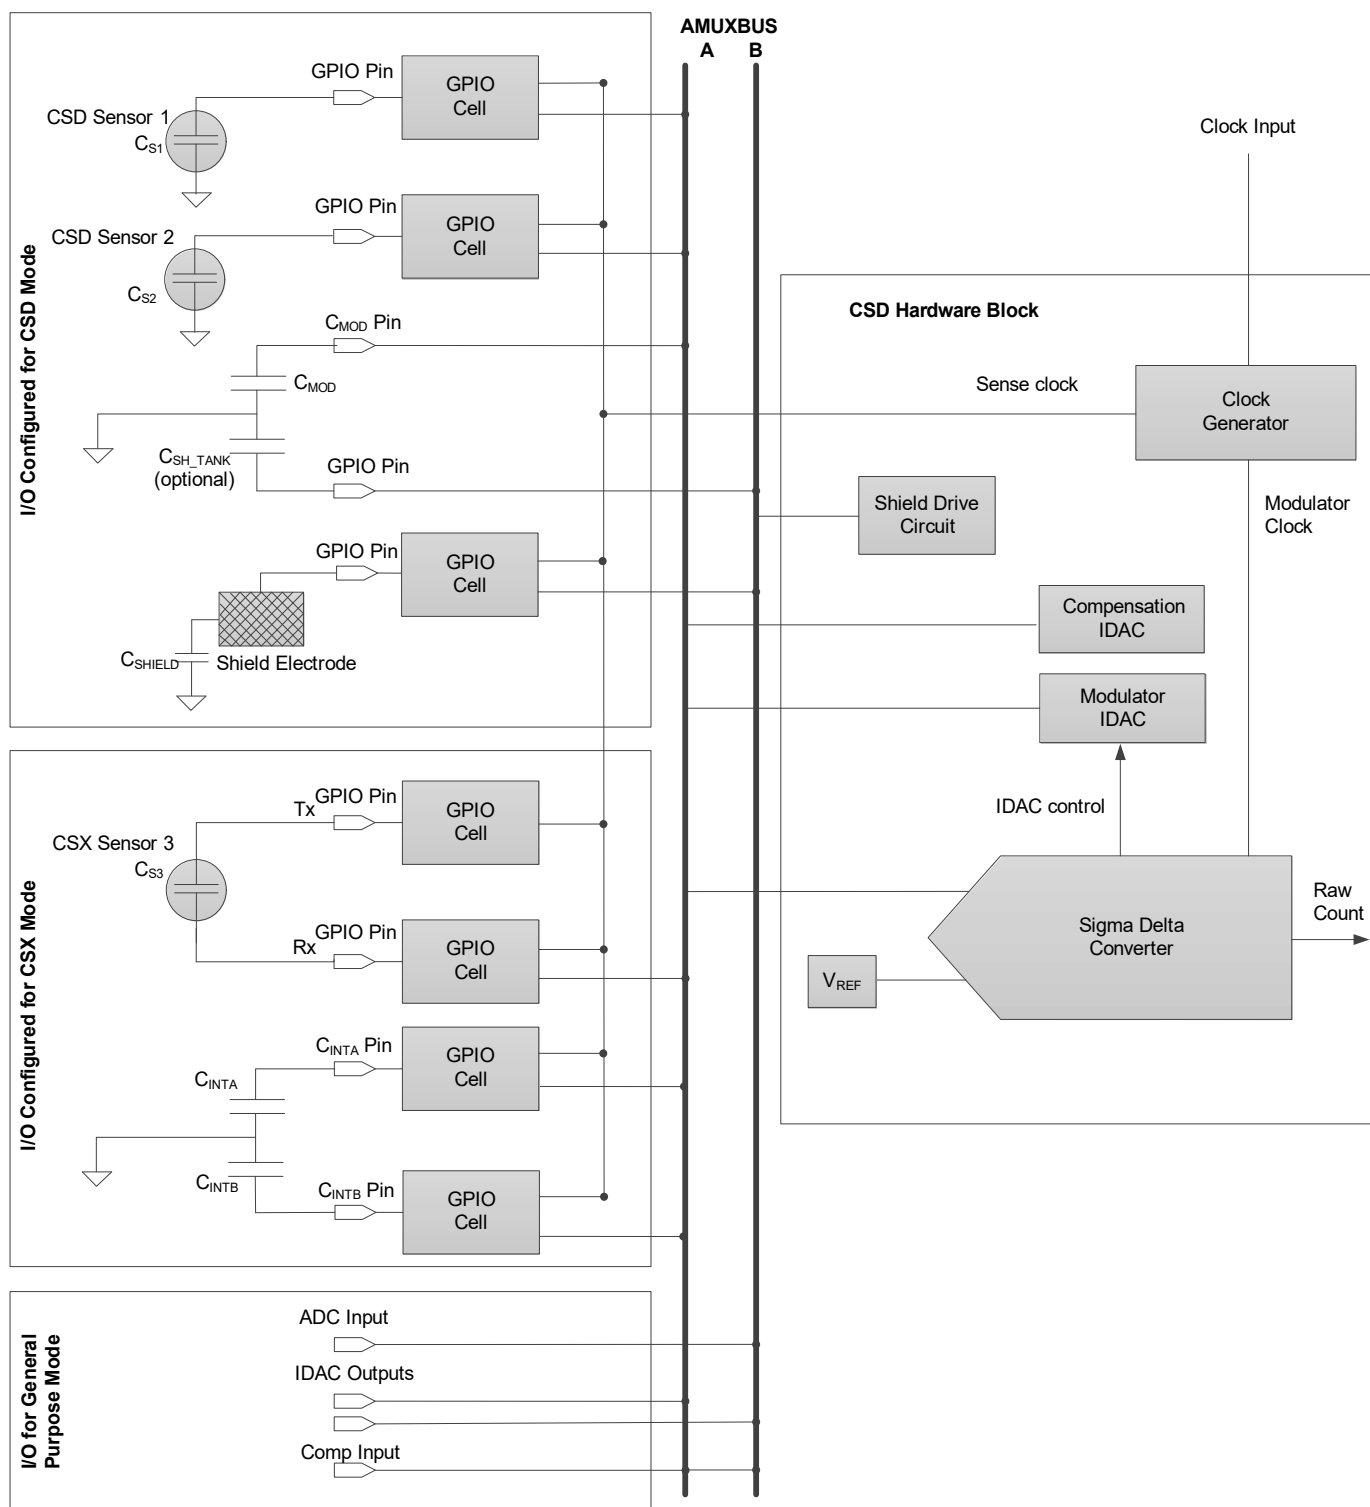 AMUXBUS
A B
I/O Configured for CSD Mode
GPIO Pin
GPIO
Cell
CSD Sensor 1
CS1
GPIO Pin
GPIO
Cell
CSD Sensor 2
CS2
CMOD Pin
CMOD
CSH_TANK
(optional)
GPIO Pin
GPIO Pin
GPIO
Cell
CSHIELD
Shield Electrode
I/O Configured for CSX Mode
GPIO Pin
Tx
GPIO
Cell
CSX Sensor 3
CS3
GPIO Pin
Rx
GPIO
Cell
CINTA Pin
GPIO
Cell
CINTA
CINTB
CINTB Pin
GPIO
Cell
I/O for General
Purpose Mode
ADC Input
IDAC Outputs
Comp Input
Clock Input
CSD Hardware Block
Sense clock
Clock
Generator
Shield Drive
Circuit
Modulator
Clock
Compensation
IDAC
Modulator
IDAC
IDAC control
Sigma Delta
Converter
Raw
Count
VREF